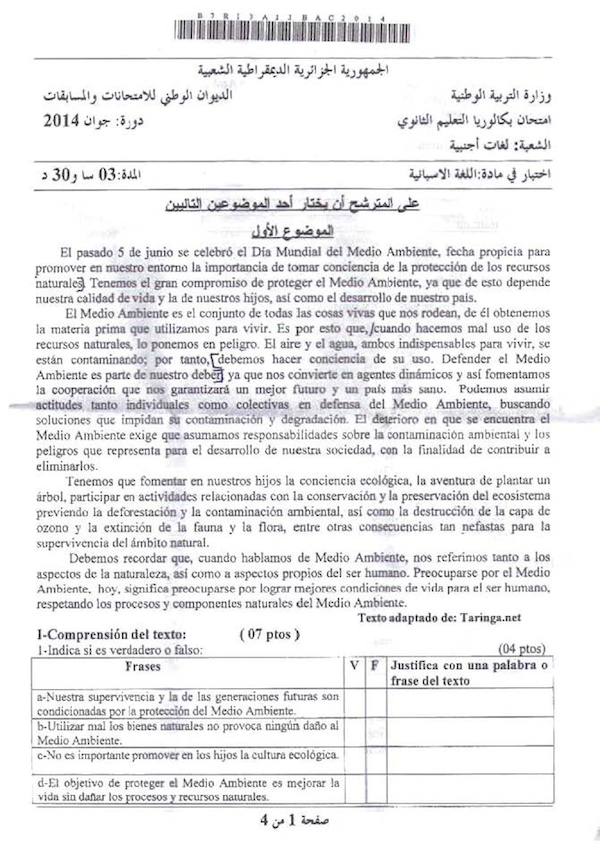 B7R13A1JBAC2014
الجمهورية الجزائرية الديمقراطية الشعبية
وزارة التربية الوطنية الديوان الوطني للامتحانات والمسابقات
امتحان بكالوريا التعليم الثانوي دورة: جوان 2014
الشعبة: لغات أجنبية
اختبار في مادة:اللغة الاسبانية المدة:03 سا و30 د
على المترشح أن يختار أحد الموضوعين التاليين
الموضوع الأول
El pasado 5 de junio se celebró el Día Mundial del Medio Ambiente, fecha propicia para
promover en nuestro entorno la importancia de tomar conciencia de la protección de los recursos
naturales. Tenemos el gran compromiso de proteger el Medio Ambiente, ya que de esto depende
nuestra calidad de vida y la de nuestros hijos, así como el desarrollo de nuestro país.
El Medio Ambiente es el conjunto de todas las cosas vivas que nos rodean, de él obtenemos
la materia prima que utilizamos para vivir. Es por esto que, cuando hacemos mal uso de los
recursos naturales, lo ponemos en peligro. El aire y el agua, ambos indispensables para vivir, se
están contaminando; por tanto, debemos hacer conciencia de su uso. Defender el Medio
Ambiente es parte de nuestro deber, ya que nos convierte en agentes dinámicos y así fomentamos
la cooperación que nos garantizará un mejor futuro y un país más sano. Podemos asumir
actitudes tanto individuales como colectivas en defensa del Medio Ambiente, buscando
soluciones que impidan su contaminación y degradación. El deterioro en que se encuentra el
Medio Ambiente exige que asumamos responsabilidades sobre la contaminación ambiental y los
peligros que representa para el desarrollo de nuestra sociedad, con la finalidad de contribuir a
eliminarlos.
Tenemos que fomentar en nuestros hijos la conciencia ecológica, la aventura de plantar un
árbol, participar en actividades relacionadas con la conservación y la preservación del ecosistema
previendo la deforestación y la contaminación ambiental, así como la destrucción de la capa de
ozono y la extinción de la fauna y la flora, entre otras consecuencias tan nefastas para la
supervivencia del ámbito natural.
Debemos recordar que, cuando hablamos de Medio Ambiente, nos referimos tanto a los
aspectos de la naturaleza, así como a aspectos propios del ser humano. Preocuparse por el Medio
Ambiente, hoy, significa preocuparse por lograr mejores condiciones de vida para el ser humano,
respetando los procesos y componentes naturales del Medio Ambiente.
Texto adaptado de: Taringa.net
I-Comprensión del texto: ( 07 ptos )
1-Indica si es verdadero o falso: (04 ptos)
Frases V F Justifica con una palabra o
frase del texto
a-Nuestra supervivencia y la de las generaciones futuras son
condicionadas por la protección del Medio Ambiente.
b-Utilizar mal los bienes naturales no provoca ningún daño al
Medio Ambiente.
c-No es importante promover en los hijos la cultura ecológica.
d-El objetivo de proteger el Medio Ambiente es mejorar la
vida sin dañar los procesos y recursos naturales.
صفحة 1 من 4